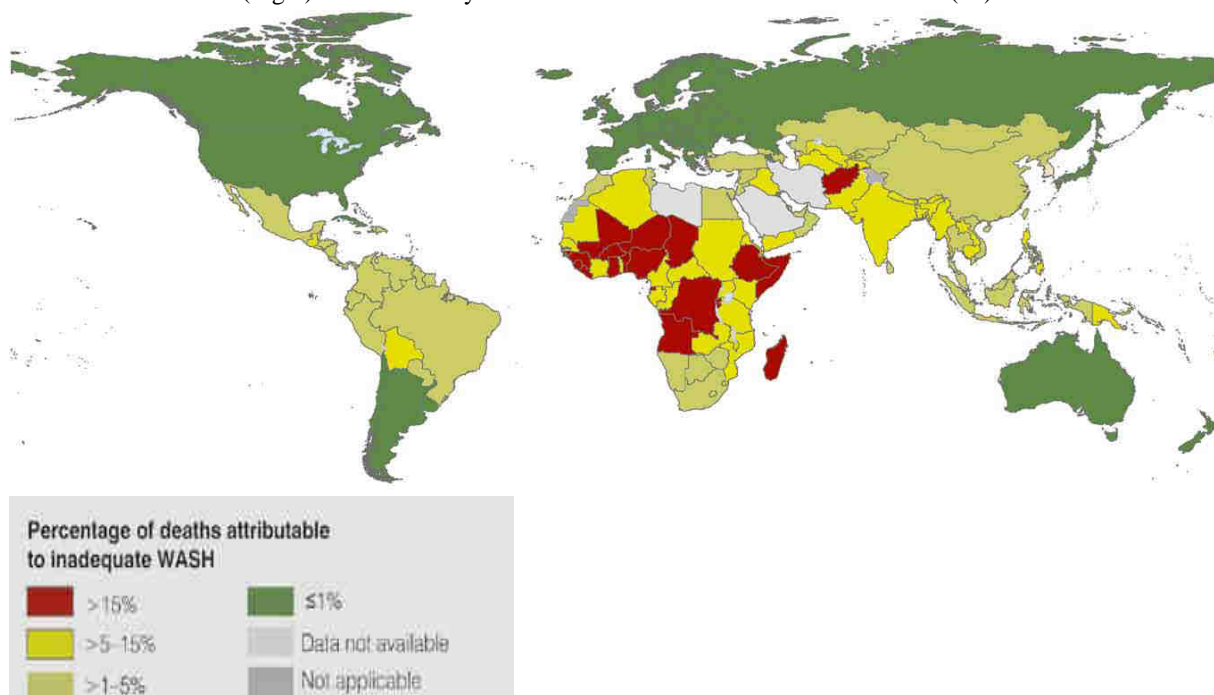 Percentage of deaths attributable
to inadequate WASH
>15%
≤1%
>5–15%
Data not available
>1–5%
Not applicable